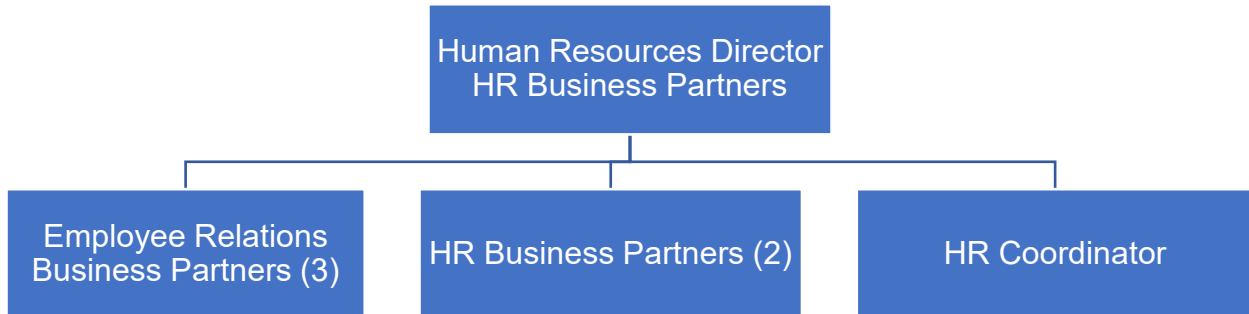 Human Resources Director
HR Business Partners
Employee Relations
Business Partners (3)
HR Business Partners (2)
HR Coordinator